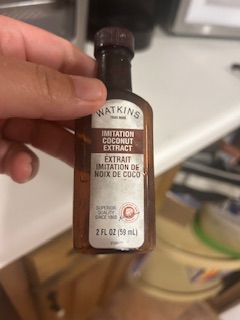 WATKINS
IMITATION
COCONUT
EXTRACT
EXTRAIT
IMITATION DE
NOIX DE COCO
SUPERIOR
QUALITY
SINCE 1868
2 FL OZ (59 mL)